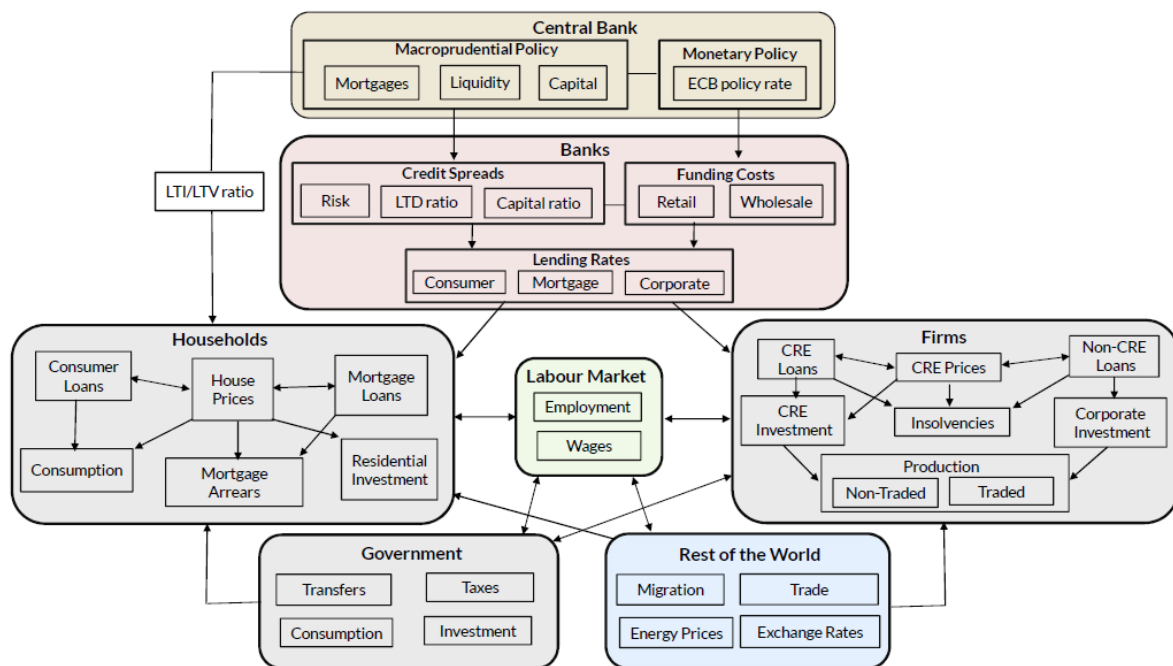 Central Bank
Macroprudential Policy
Mortgages
Liquidity
Capital
Monetary Policy
ECB policy rate
LTI/LTV ratio
Banks
Credit Spreads
Risk
LTD ratio
Capital ratio
Funding Costs
Retail
Wholesale
Lending Rates
Consumer
Mortgage
Corporate
Households
Consumer
Loans
House
Prices
Mortgage
Loans
Consumption
Mortgage
Arrears
Residential
Investment
Labour Market
Employment
Wages
Firms
CRE
Loans
CRE Prices
Non-CRE
Loans
CRE
Investment
Insolvencies
Corporate
Investment
Production
Non-Traded
Traded
Government
Transfers
Taxes
Consumption
Investment
Rest of the World
Migration
Trade
Energy Prices
Exchange Rates